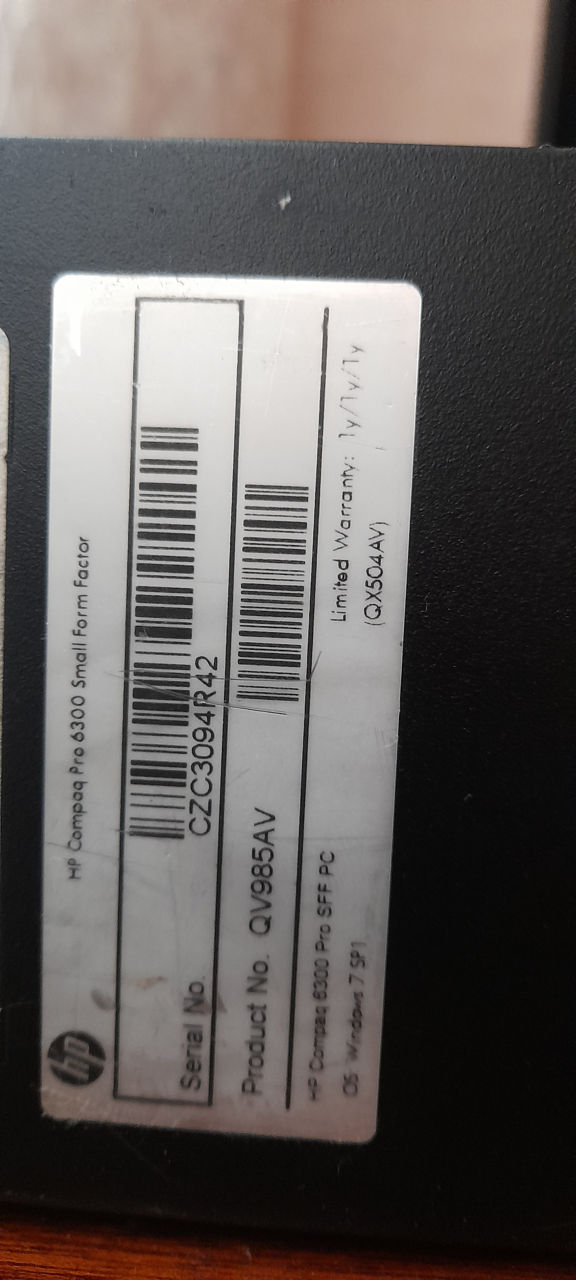 hp
HP Compaq Pro 6300 Small Form Factor
Serial No.
CZC3094R42
Product No. QV985AV
HP Compaq 6300 Pro SFF PC
Limited Warranty: 1y/1y/1y
OS: Windows 7 SP1
(QX504AV)